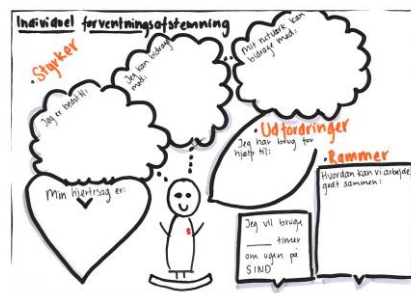 Individuel forventningsafstemning
• Styrker
Jeg er bedst til:
Jeg kan bidrage
med:
Mit netværk kan
bidrage med:
• Udfordringer
Jeg har brug for
hjælp til:
• Rammer
Hvordan kan vi arbejde
godt sammen:
Min hjertesag er:
Jeg vil bruge
____ timer
om ugen på
SIND